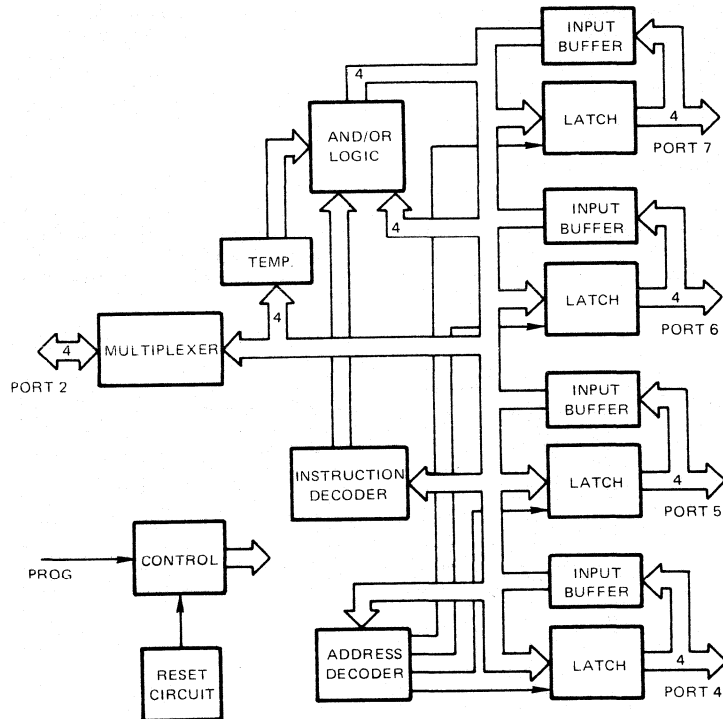 INPUT
BUFFER
4
AND/OR
LOGIC
LATCH
4
PORT 7
INPUT
BUFFER
4
TEMP.
LATCH
4
PORT 6
4
4
MULTIPLEXER
PORT 2
INPUT
BUFFER
INSTRUCTION
DECODER
LATCH
4
PORT 5
PROG
CONTROL
INPUT
BUFFER
RESET
CIRCUIT
ADDRESS
DECODER
LATCH
4
PORT 4